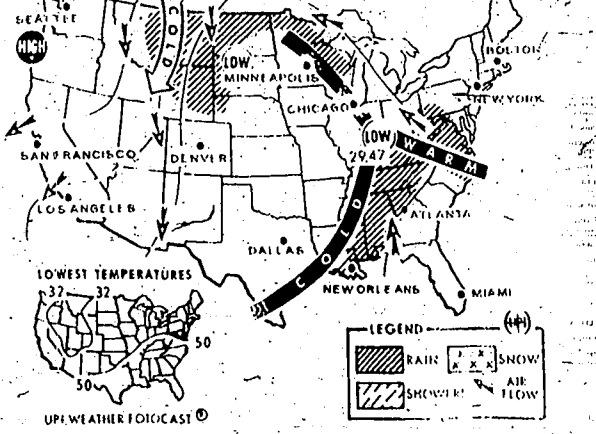 SEATTLE
HIGH
COLD
LOW
MINNEAPOLIS
BOSTON
NEW YORK
CHICAGO
LOW
29.47
WARM
SAN FRANCISCO
DENVER
LOS ANGELES
ATLANTA
DALLAS
COLD
NEW ORLEANS
MIAMI
LOWEST TEMPERATURES
32
32
50
50
UPI WEATHER FOTOCAST ®
LEGEND
UPI
RAIN
SNOW
SHOWERS
AIR
FLOW